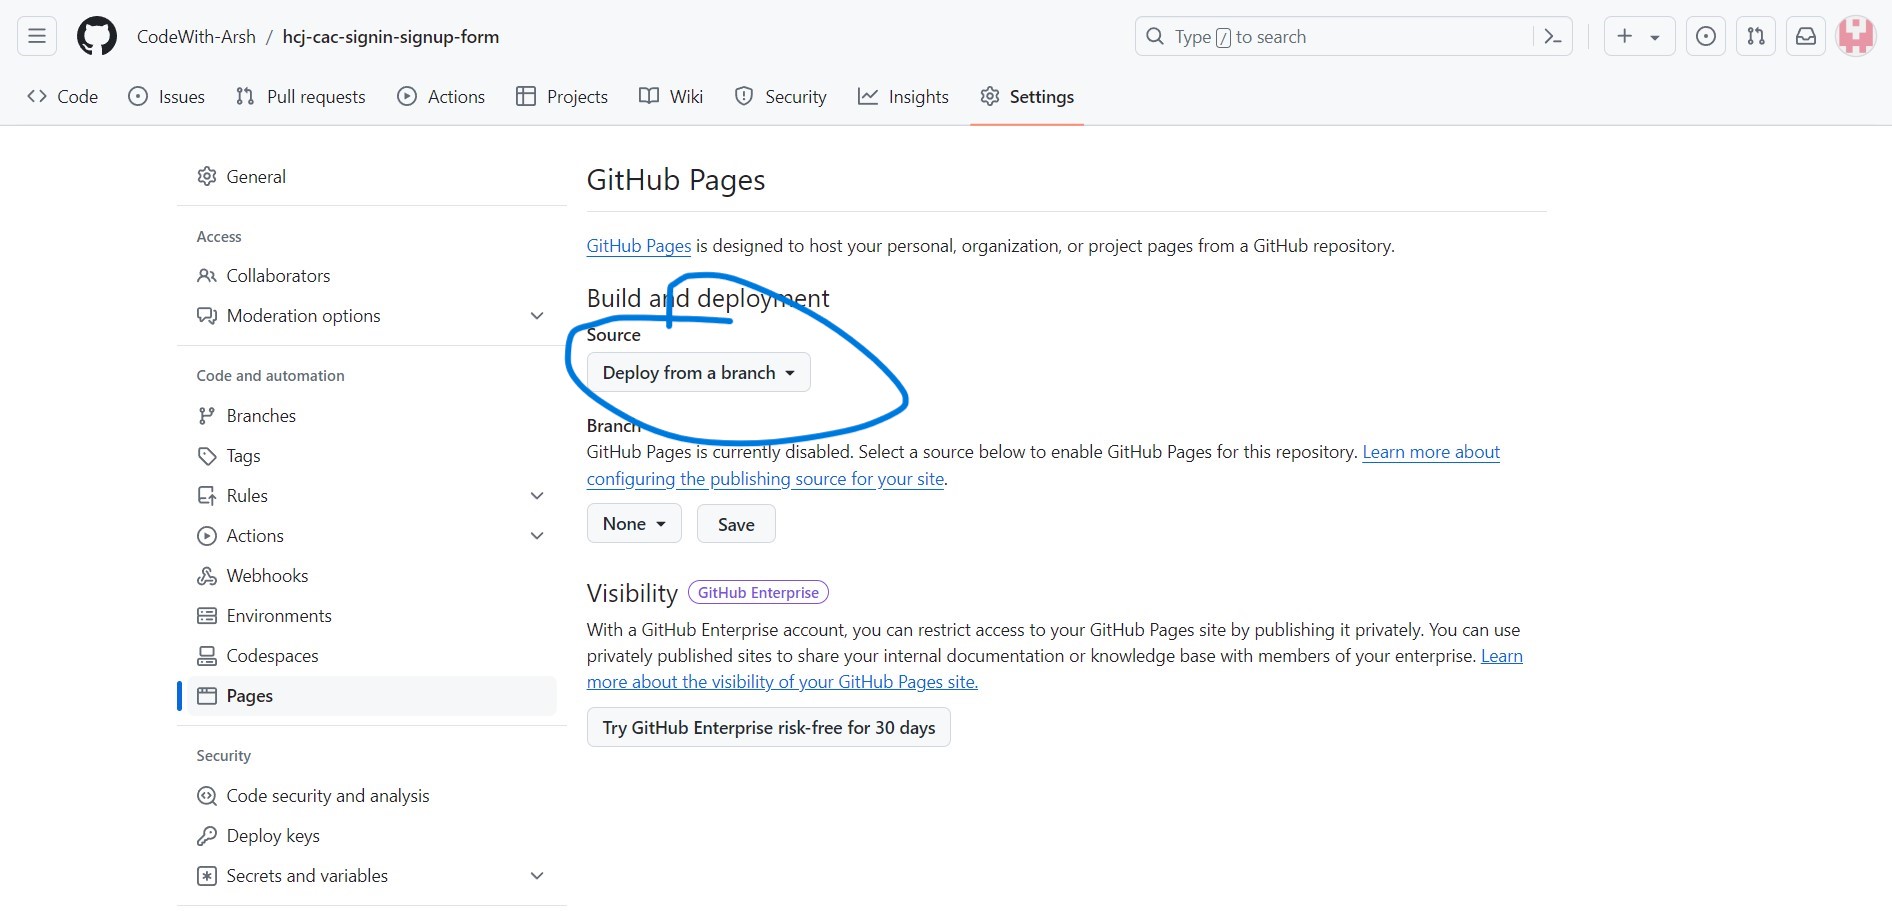 CodeWith-Arsh / hcj-cac-signin-signup-form
Type / to search
Code Issues Pull requests Actions Projects Wiki Security Insights Settings
General
Access
Collaborators
Moderation options
Code and automation
Branches
Tags
Rules
Actions
Webhooks
Environments
Codespaces
Pages
Security
Code security and analysis
Deploy keys
Secrets and variables
GitHub Pages
GitHub Pages is designed to host your personal, organization, or project pages from a GitHub repository.
Build and deployment
Source
Deploy from a branch
Branch
GitHub Pages is currently disabled. Select a source below to enable GitHub Pages for this repository. Learn more about
configuring the publishing source for your site.
None Save
Visibility GitHub Enterprise
With a GitHub Enterprise account, you can restrict access to your GitHub Pages site by publishing it privately. You can use
privately published sites to share your internal documentation or knowledge base with members of your enterprise. Learn
more about the visibility of your GitHub Pages site.
Try GitHub Enterprise risk-free for 30 days